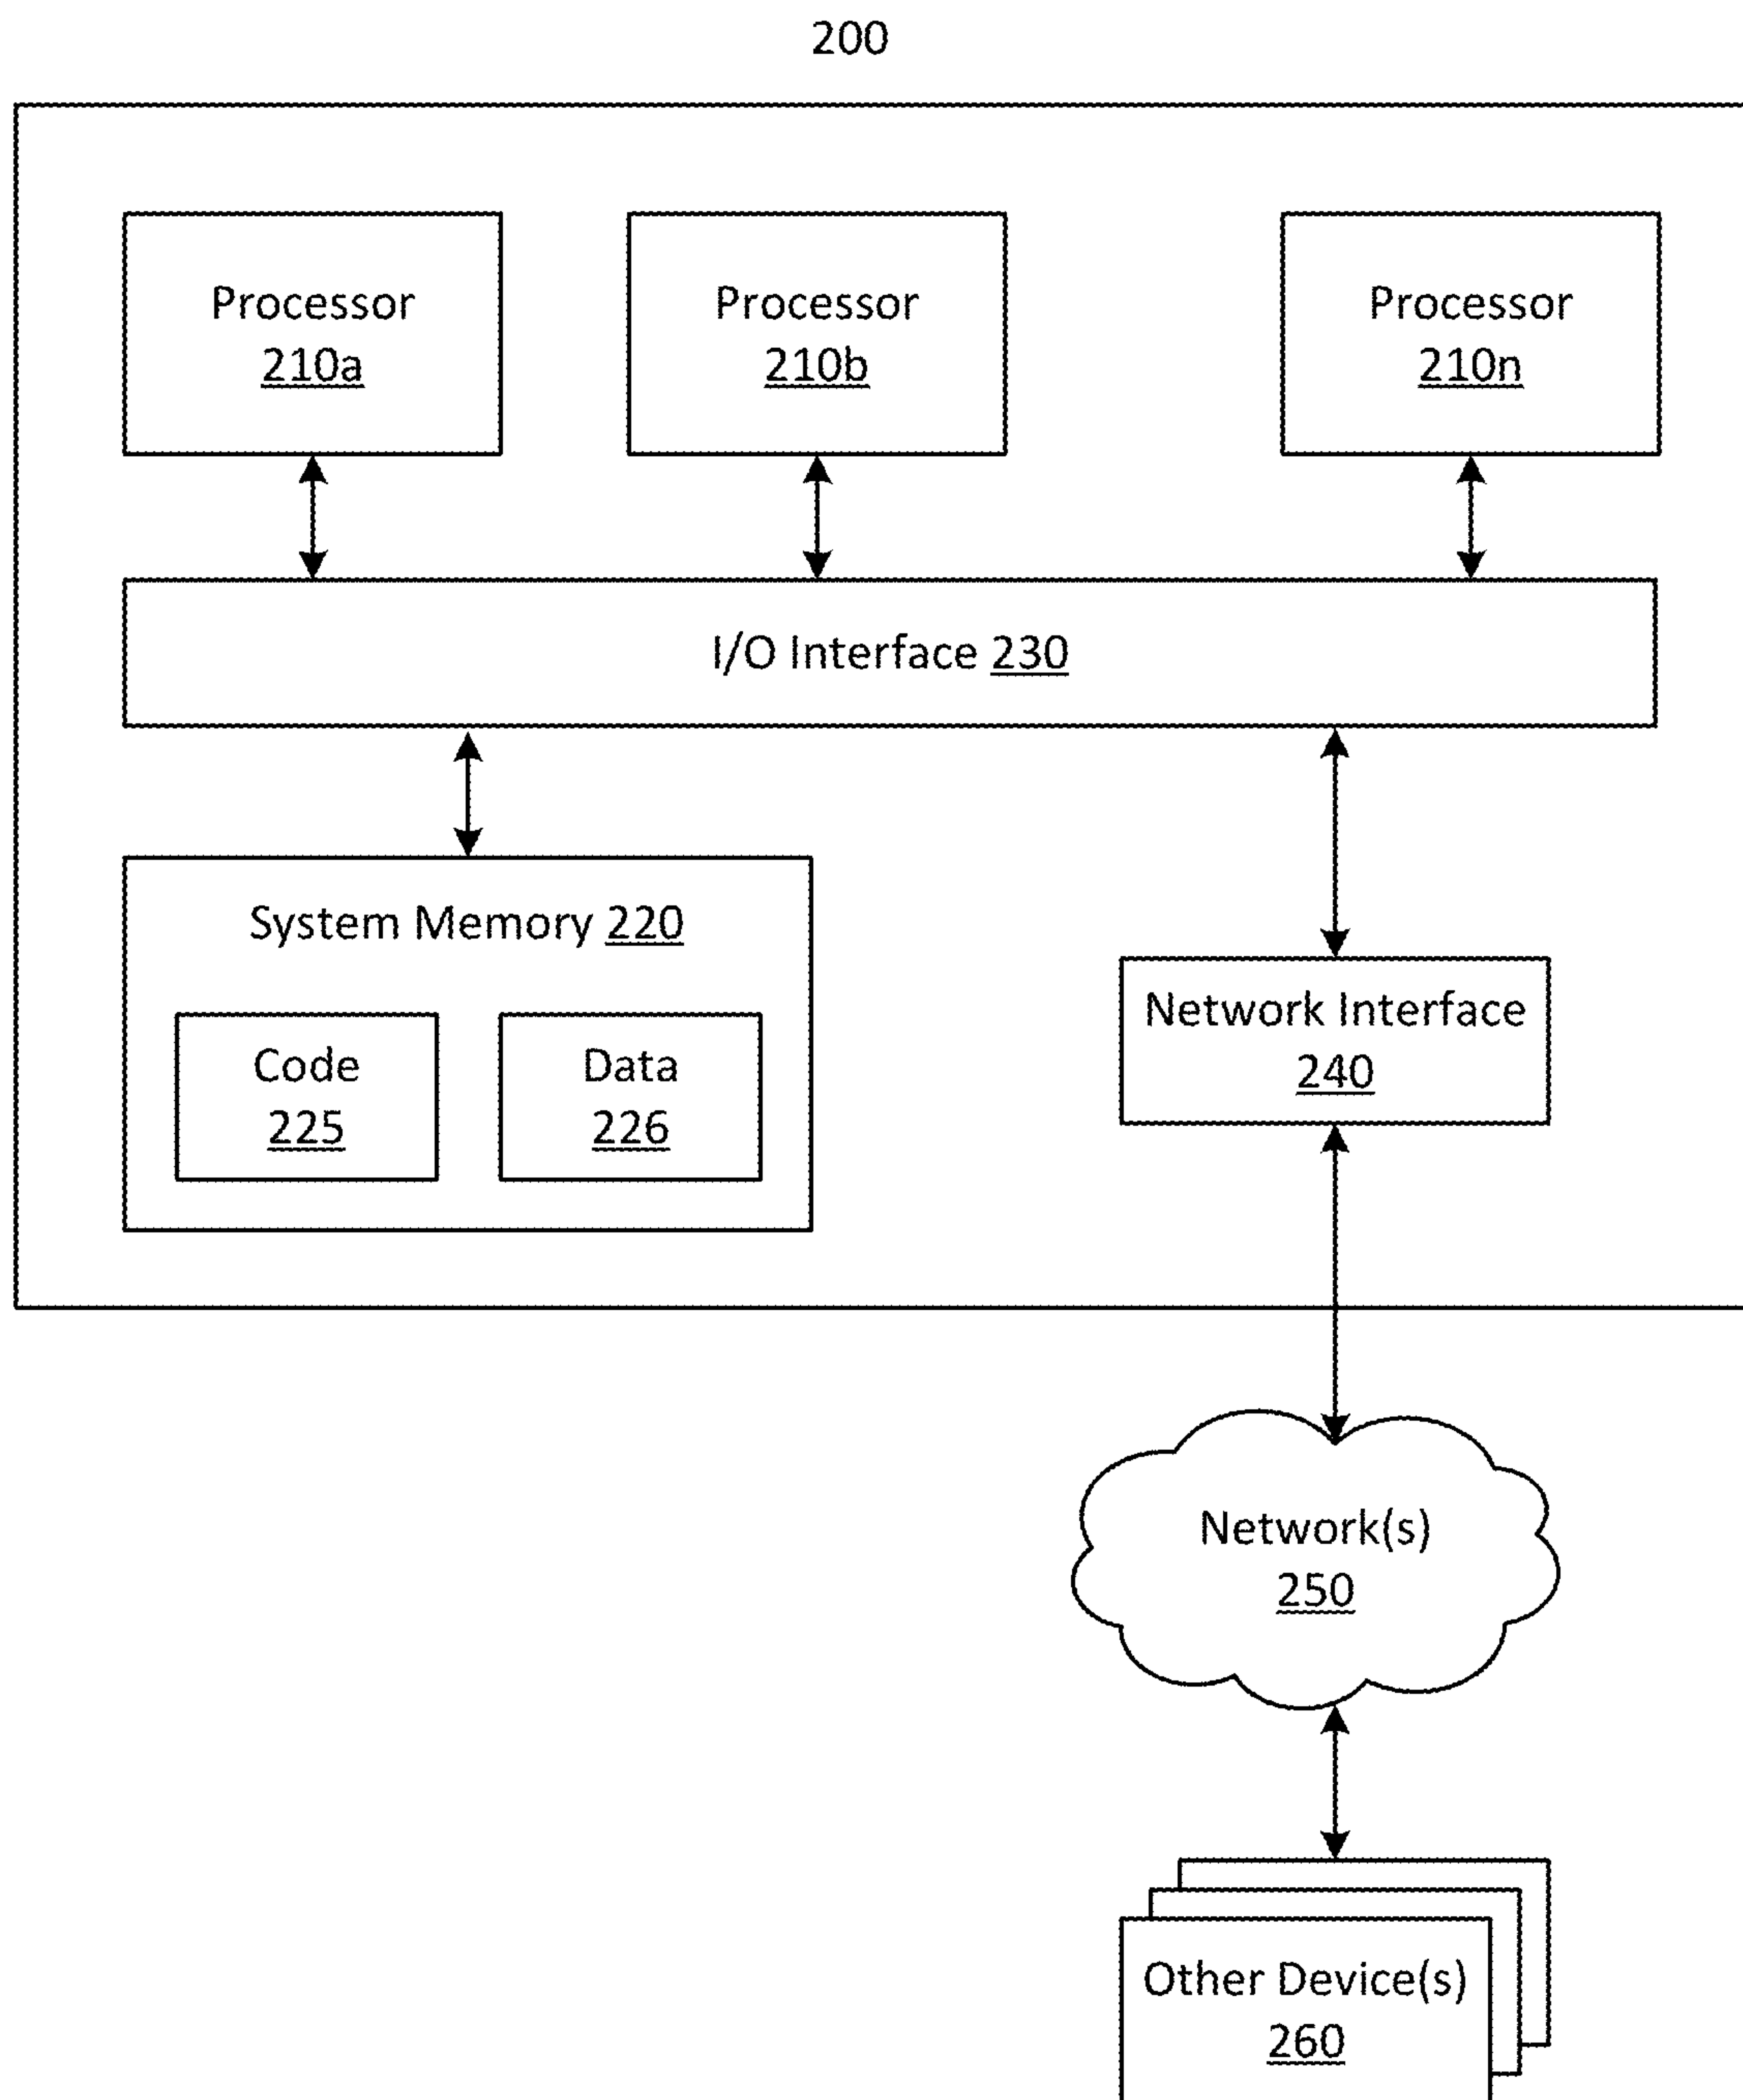 200
Processor
210a
Processor
210b
Processor
210n
I/O Interface 230
System Memory 220
Code
225
Data
226
Network Interface
240
Network(s)
250
Other Device(s)
260